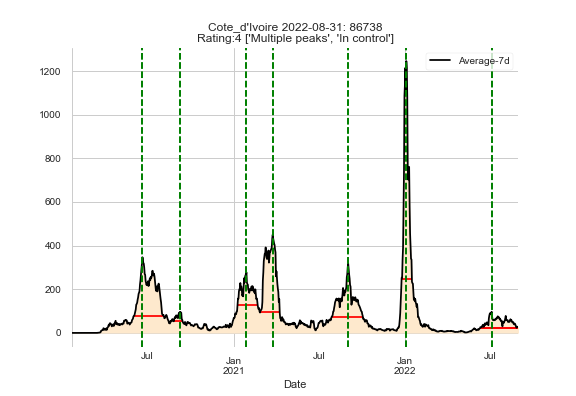 Cote_d'Ivoire 2022-08-31: 86738
Rating:4 ['Multiple peaks', 'In control']
Average-7d
1200
1000
800
600
400
200
0
Jul
Jan
2021
Jul
Jan
2022
Jul
Date